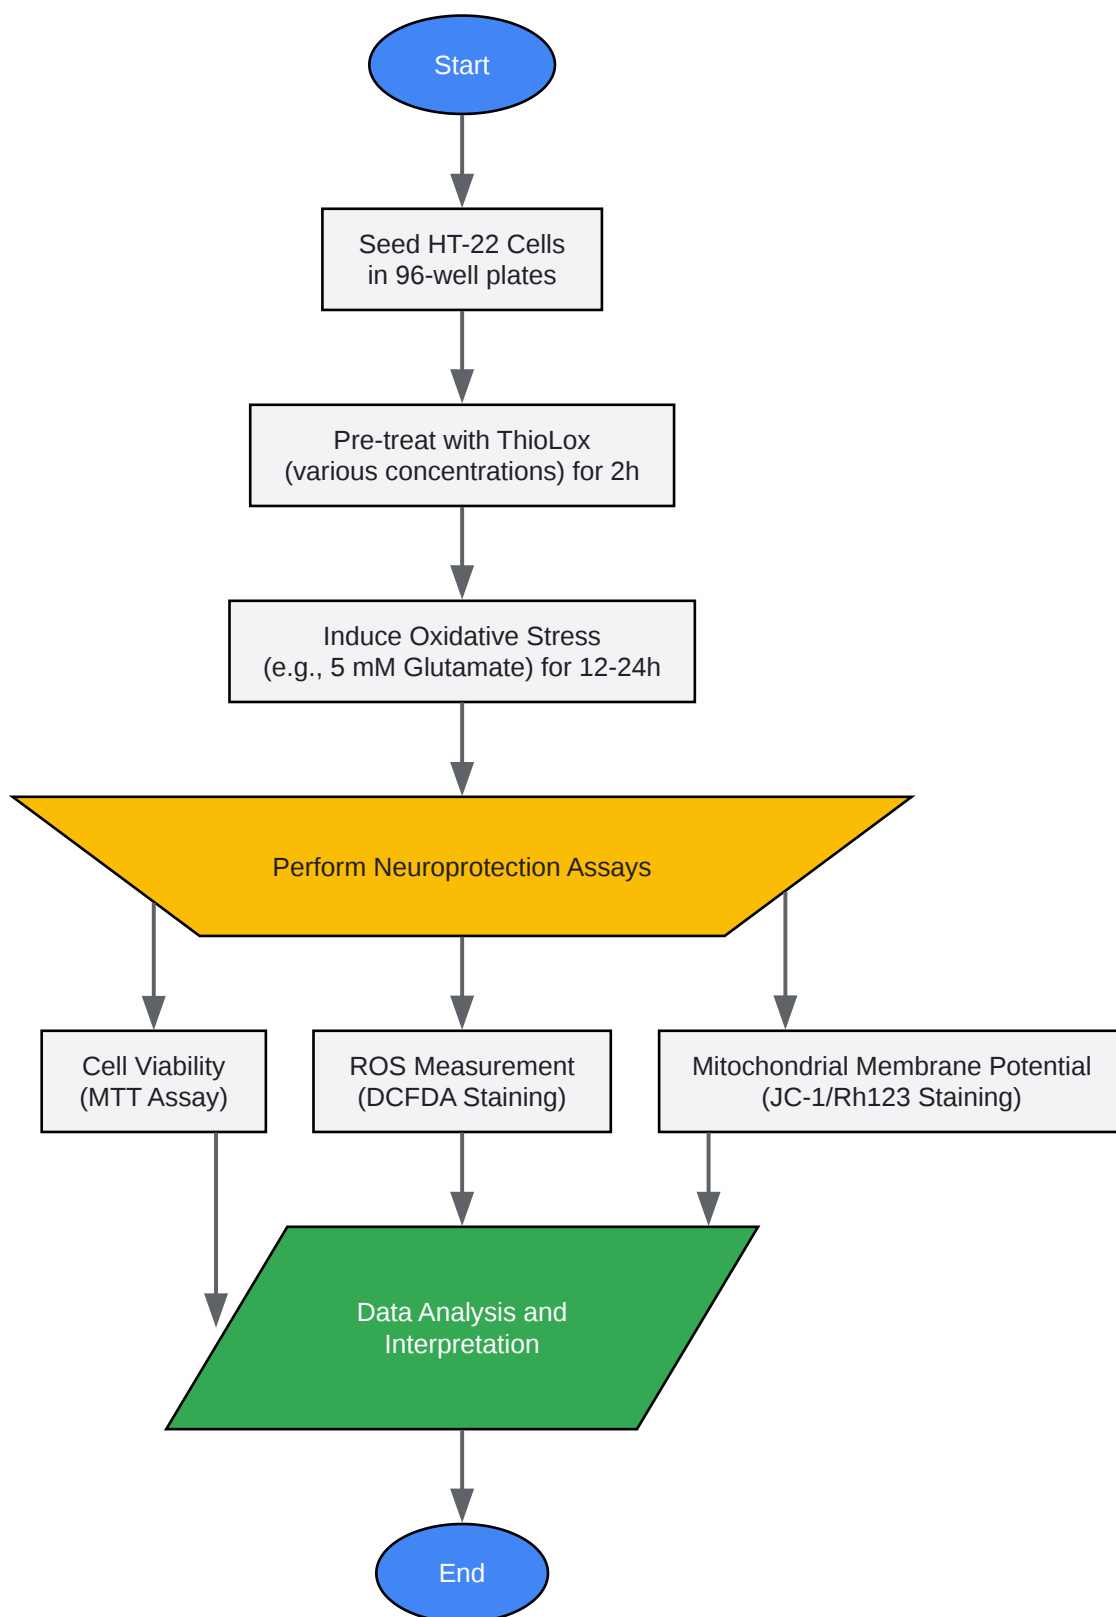 Start
Seed HT-22 Cells
in 96-well plates
Pre-treat with ThioLox
(various concentrations) for 2h
Induce Oxidative Stress
(e.g., 5 mM Glutamate) for 12-24h
Perform Neuroprotection Assays
Cell Viability
(MTT Assay)
ROS Measurement
(DCFDA Staining)
Mitochondrial Membrane Potential
(JC-1/Rh123 Staining)
Data Analysis and
Interpretation
End